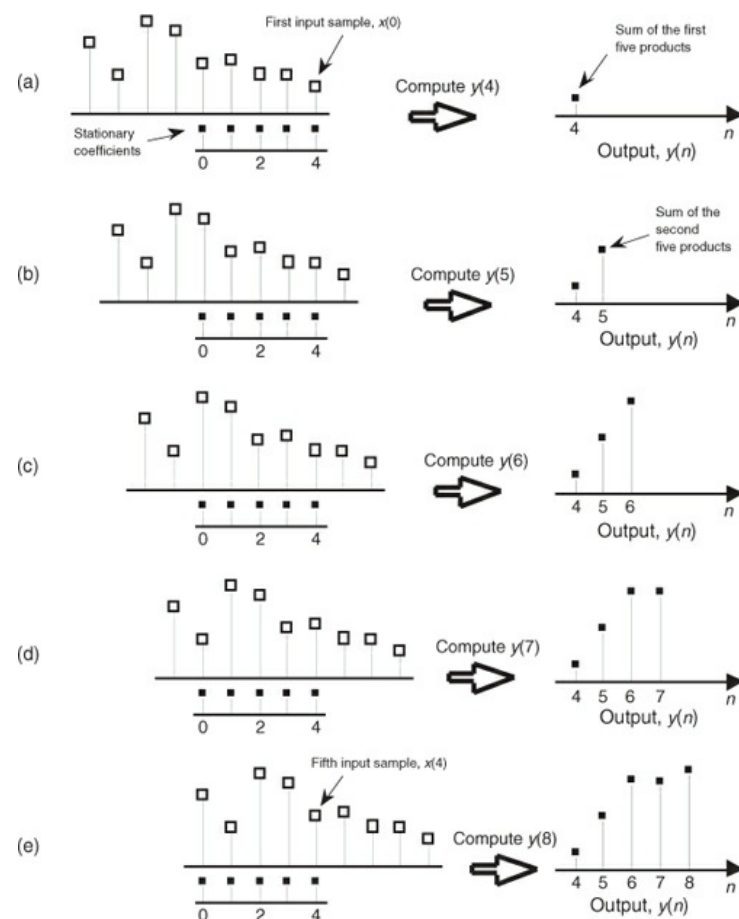 (a)
First input sample, x(0)
Stationary
coefficients
0 2 4
Compute y(4)
Sum of the first
five products
4
n
Output, y(n)
(b)
0 2 4
Compute y(5)
Sum of the
second
five products
4 5
n
Output, y(n)
(c)
0 2 4
Compute y(6)
4 5 6
n
Output, y(n)
(d)
0 2 4
Compute y(7)
4 5 6 7
n
Output, y(n)
(e)
Fifth input sample, x(4)
0 2 4
Compute y(8)
4 5 6 7 8
n
Output, y(n)